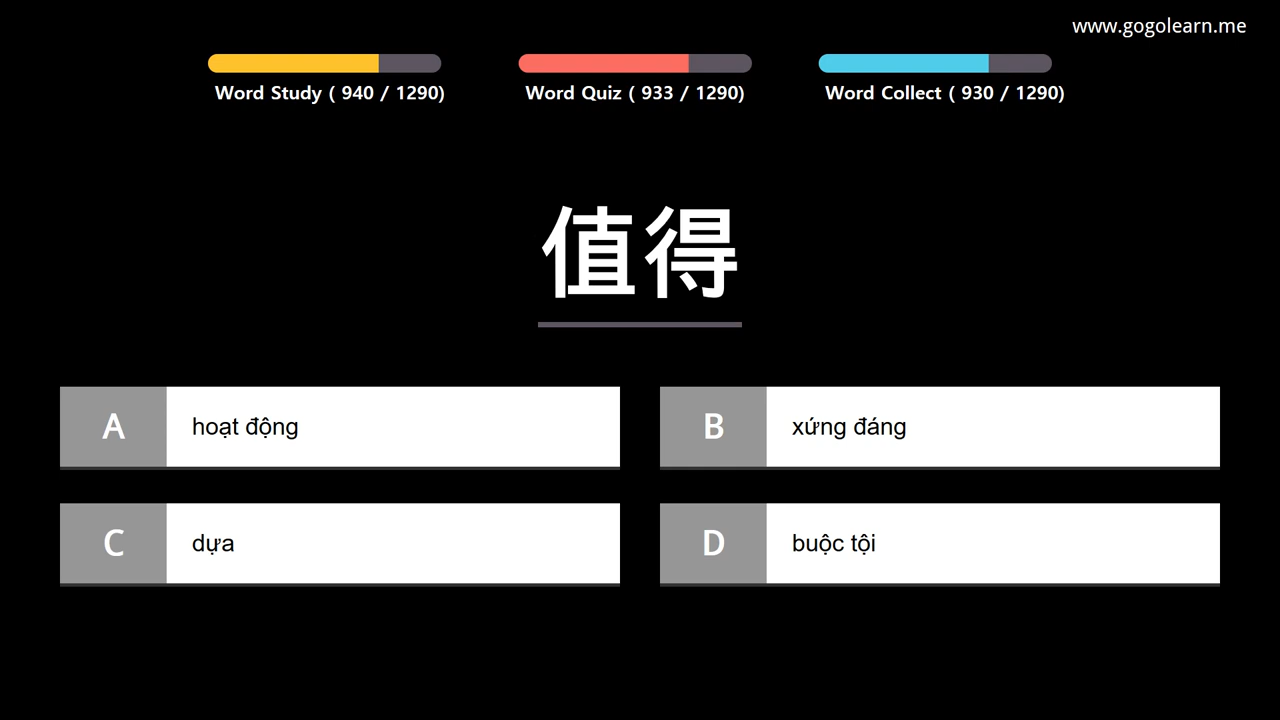 www.gogolearn.me
Word Study ( 940 / 1290)
Word Quiz ( 933 / 1290)
Word Collect ( 930 / 1290)
值得
A hoạt động
B xứng đáng
C dựa
D buộc tội